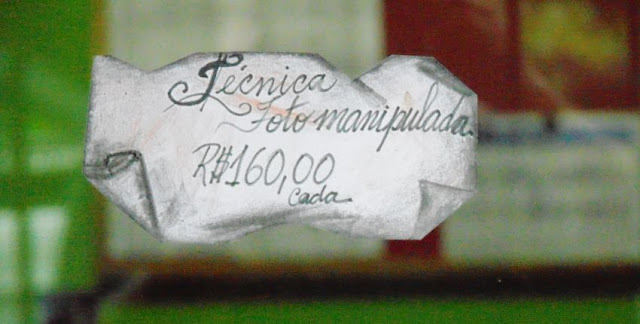 Técnica
Foto manipulada.
R$160,00
cada.